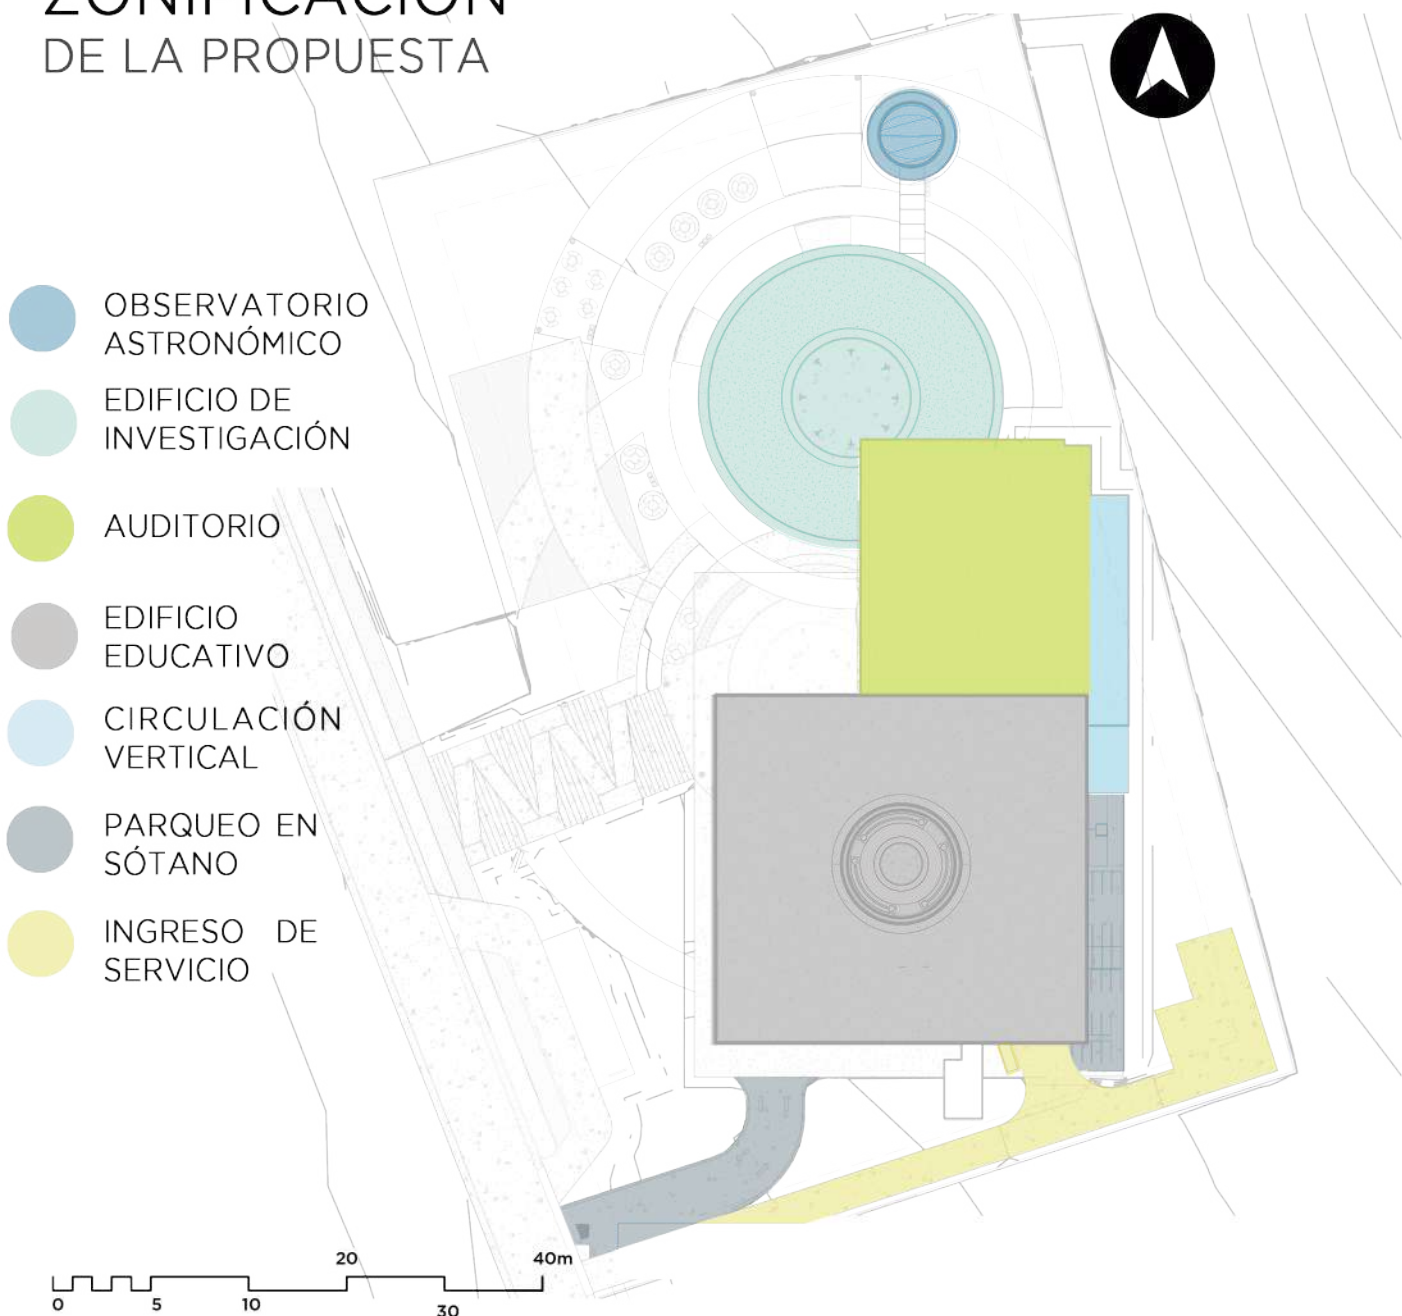 ZONIFICACIÓN
DE LA PROPUESTA
OBSERVATORIO
ASTRONÓMICO
EDIFICIO DE
INVESTIGACIÓN
AUDITORIO
EDIFICIO
EDUCATIVO
CIRCULACIÓN
VERTICAL
PARQUEO EN
SÓTANO
INGRESO DE
SERVICIO
20 40m
0 5 10 30